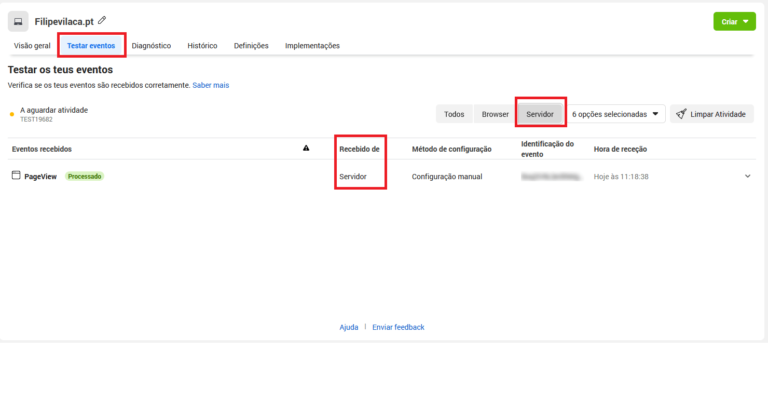 Filipevilaca.pt
Criar
Visão geral Testar eventos Diagnóstico Histórico Definições Implementações
Testar os teus eventos
Verifica se os teus eventos são recebidos corretamente. Saber mais
A aguardar atividade
TEST19682
Todos Browser Servidor 6 opções selecionadas Limpar Atividade
Eventos recebidos Recebido de Método de configuração Identificação do evento Hora de receção
PageView Processado Servidor Configuração manual Hoje às 11:18:38
Ajuda Enviar feedback